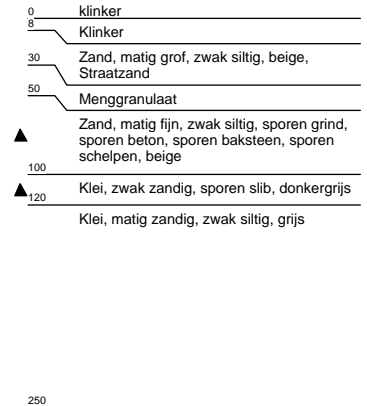 0 klinker
8 Klinker
30 Zand, matig grof, zwak siltig, beige,
Straatzand
50 Menggranulaat
Zand, matig fijn, zwak siltig, sporen grind,
sporen beton, sporen baksteen, sporen
schelpen, beige
100
Klei, zwak zandig, sporen slib, donkergrijs
120
Klei, matig zandig, zwak siltig, grijs
250